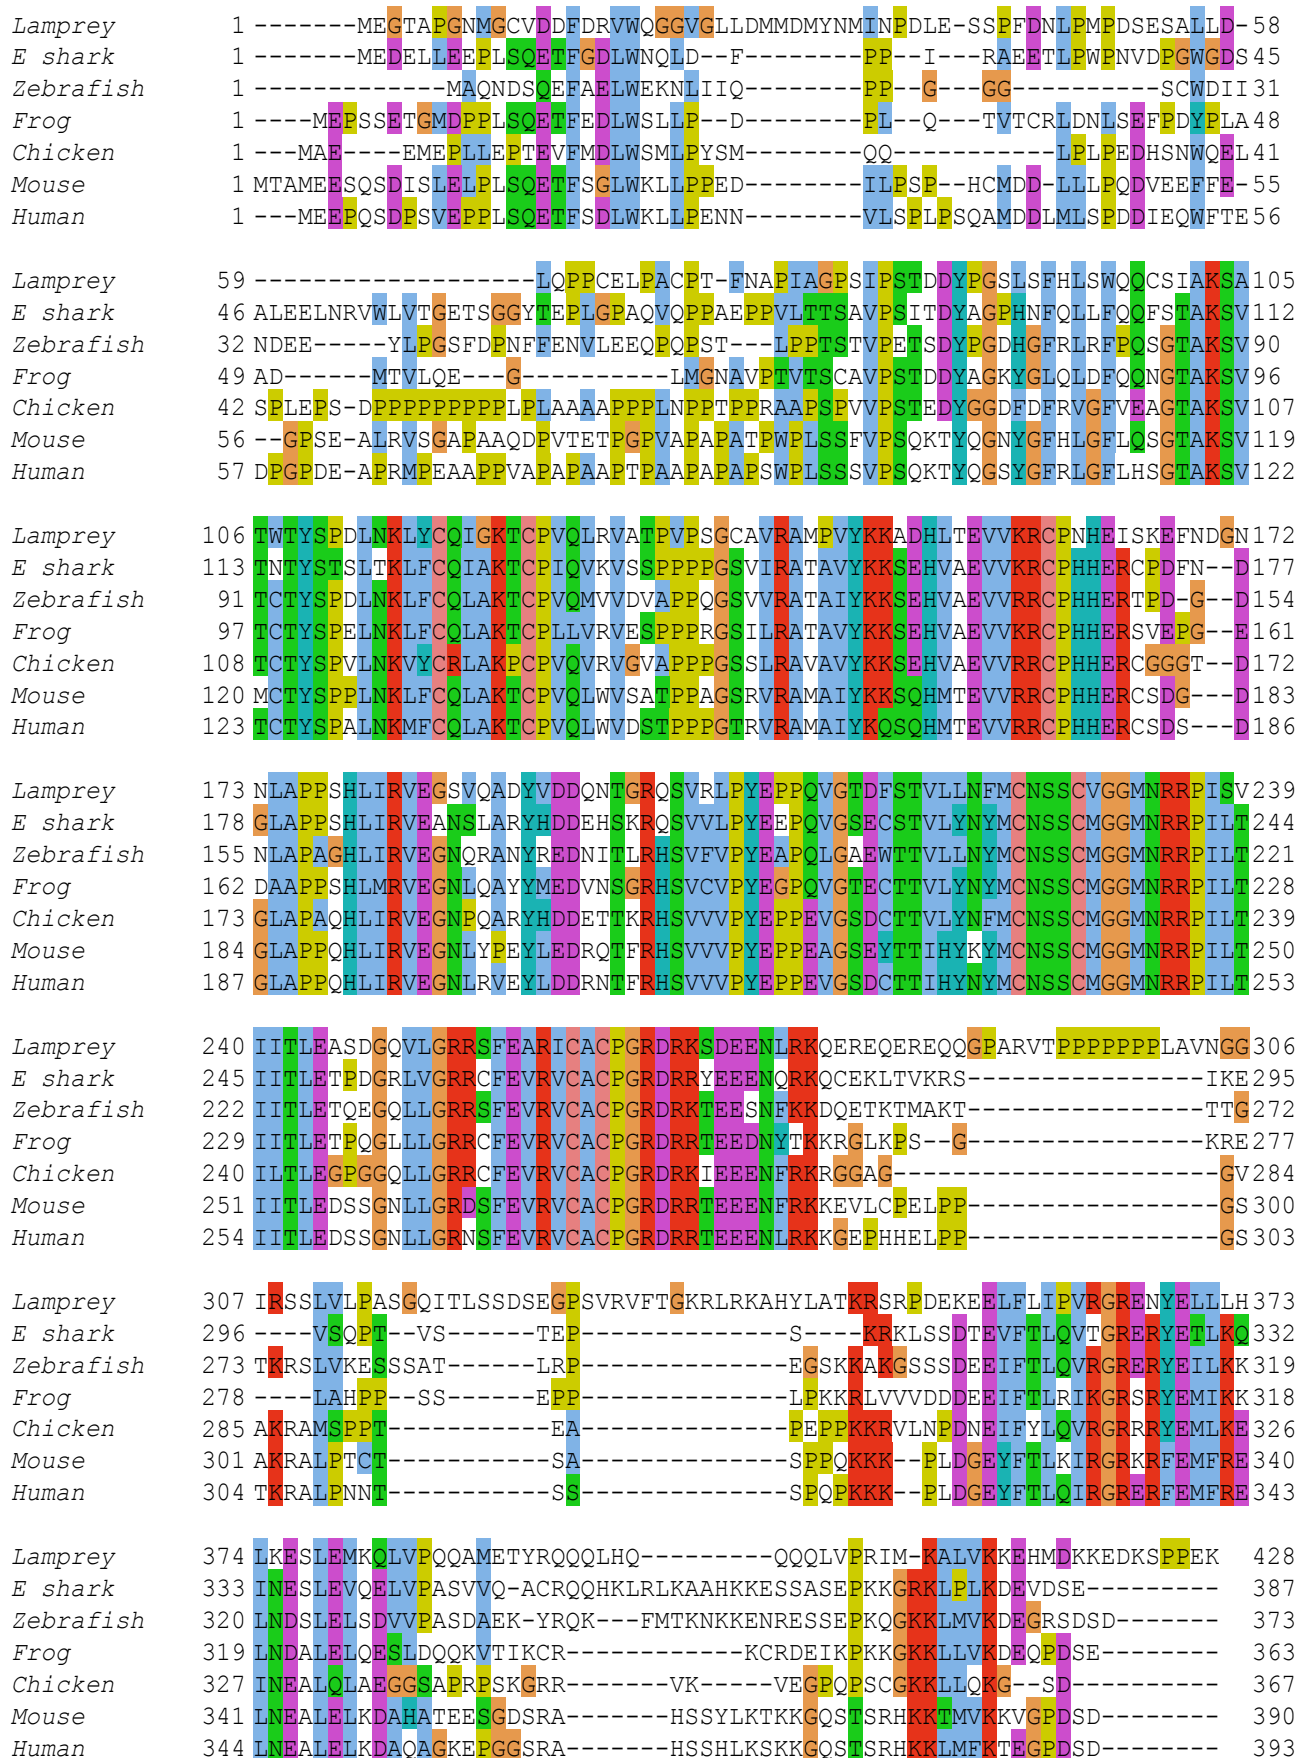 Lamprey 1 -------MEGTAPGNMGCVDDFDRVWQGGVGLLDMMDMYNMINPDLE-SSPFDNLPMPDSESALLD- 58
E shark 1 -------MEDELLEEPLSQETFGDLWNQLD--F--------PP--I---RAEETLPWPNVDPGWGDS 45
Zebrafish 1 -------------MAQNDSQEFAELWEKNLIIQ--------PP--G---GG----------SCWDII 31
Frog 1 ----MEPSSETGMDPPLSQETFEDLWSLLP--D--------PL--Q---TVTCRLDNLSEFPDYPLA 48
Chicken 1 ---MAE----EMEPLLEPTEVFMDLWSMLPYSM--------QQ-----------LPLPEDHSNWQEL 41
Mouse 1 MTAMEESQSDISLELPLSQETFSGLWKLLPPED--------ILPSP--HCMDD-LLLPQDVEEFFE- 55
Human 1 ---MEEPQSDPSVEPPLSQETFSDLWKLLPENN--------VLSPLPSQAMDDLMLSPDDIEQWFTE 56
Lamprey 59 -------------------LQPPCELPACPT-FNAPIAGPSIPSTDDYPGSLSFHLSWQQCSIAKSA 105
E shark 46 ALEELNRVWLVTGETSGGYTEPLGPAQVQPPAEPPVLTTSAVPSITDYAGPHNFQLLFQQFSTAKSV 112
Zebrafish 32 NDEE-----YLPGSFDPNFFENVLEEQPQPST---LPPTSTVPETSDYPGDHGFRLRFPQSGTAKSV 90
Frog 49 AD------MTVLQE---G----------LMGNAVPTVTSCAVPSTDDYAGKYGLQLDFQQNGTAKSV 96
Chicken 42 SPLEPS-DPPPPPPPPPLPLAAAAPPPLNPPTPPRAAPSPVVPSTEDYGGDFDFRVGFVEAGTAKSV 107
Mouse 56 --GPSE-ALRVSGAPAAQDPVTETPGPVAPAPATPWPLSSFVPSQKTYQGNYGFHLGFLQSGTAKSV 119
Human 57 DPGPDE-APRMPEAAPPVAPAPAAPTPAAPAPAPSWPLSSSVPSQKTYQGSYGFRLGFLHSGTAKSV 122
Lamprey 106 TWTYSPDLNKLYCQIGKTCPVQLRVATPVPSGCAVRAMPVYKKADHLTEVVKRCPNHEISKEFNDGN 172
E shark 113 TNTYSTSLTKLFCQIAKTCPIQVKVSSPPPPGSVIRATAVYKKSEHVAEVVKRCPHHERCPDFN--D 177
Zebrafish 91 TCTYSPDLNKLFCQLAKTCPVQMVVDVAPPQGSVVRATAIYKKSEHVAEVVRRCPHHERTPD-G--D 154
Frog 97 TCTYSPELNKLFCQLAKTCPLLVRVESPPPRGSILRATAVYKKSEHVAEVVKRCPHHERSVEPG--E 161
Chicken 108 TCTYSPVLNKVYCRLAKPCPVQVRVGVAPPPGSSLRAVAVYKKSEHVAEVVRRCPHHERCGGGT--D 172
Mouse 120 MCTYSPPLNKLFCQLAKTCPVQLWVSATPPAGSRVRAMAIYKKSQHMTEVVRRCPHHERCSDG---D 183
Human 123 TCTYSPALNKMFCQLAKTCPVQLWVDSTPPPGTRVRAMAIYKQSQHMTEVVRRCPHHERCSDS---D 186
Lamprey 173 NLAPPSHLIRVEGSVQADYVDDQNTGRQSVRLPYEPPQVGTDFSTVLLNFMCNSSCVGGMNRRPISV 239
E shark 178 GLAPPSHLIRVEANSLARYHDDEHSKRQSVVLPYEEPQVGSECSTVLYNYMCNSSCMGGMNRRPILT 244
Zebrafish 155 NLAPAGHLIRVEGNQRANYREDNITLRHSVFVPYEAPQLGAEWTTVLLNYMCNSSCMGGMNRRPILT 221
Frog 162 DAAPPSHLMRVEGNLQAYYMEDVNSGRHSVCVPYEGPQVGTECTTVLYNYMCNSSCMGGMNRRPILT 228
Chicken 173 GLAPAQHLIRVEGNPQARYHDDETTKRHSVVVPYEPPEVGSDCTTVLYNFMCNSSCMGGMNRRPILT 239
Mouse 184 GLAPPQHLIRVEGNLYPEYLEDRQTFRHSVVVPYEPPEAGSEYTTIHYKYMCNSSCMGGMNRRPILT 250
Human 187 GLAPPQHLIRVEGNLRVEYLDDRNTFRHSVVVPYEPPEVGSDCTTIHYNYMCNSSCMGGMNRRPILT 253
Lamprey 240 IITLEASDGQVLGRRSFEARICACPGRDRKSDEENLRKQEREQEREQQGPARVTPPPPPPPLAVNGG 306
E shark 245 IITLETPDGRLVGRRCFEVRVCACPGRDRRYEEENQRKQCEKLTVKRS----------------IKE 295
Zebrafish 222 IITLETQEGQLLGRRSFEVRVCACPGRDRKTEESNFKKDQETKTMAKT----------------TTG 272
Frog 229 IITLETPQGLLLGRRCFEVRVCACPGRDRRTEEDNYTKKRGLKPS--G----------------KRE 277
Chicken 240 ILTLEGPGGQLLGRRCFEVRVCACPGRDRKIEEENFRKRGGAG----------------------GV 284
Mouse 251 IITLEDSSGNLLGRDSFEVRVCACPGRDRRTEEENFRKKEVLCPELPP-----------------GS 300
Human 254 IITLEDSSGNLLGRNSFEVRVCACPGRDRRTEEENLRKKGEPHHELPP-----------------GS 303
Lamprey 307 IRSSLVLPASGQITLSSDSEGPSVRVFTGKRLRKAHYLATKRSRPDEKEELFLIPVRGRENYELLLH 373
E shark 296 ----VSQPT--VS------TEP--------------S----KRKLSSDTEVFTLQVTGRERYETLKQ 332
Zebrafish 273 TKRSLVKESSSAT------LRP--------------EGSKKAKGSSSDEEIFTLQVRGRERYEILKK 319
Frog 278 ----LAHPP--SS------EPP--------------LPKKRLVVVDDDEEIFTLRIKGRSRYEMIKK 318
Chicken 285 AKRAMSPPT----------EA---------------PEPPKKRVLNPDNEIFYLQVRGRRRYEMLKE 326
Mouse 301 AKRALPTCT----------SA---------------SPPQKKK--PLDGEYFTLKIRGRKRFEMFRE 340
Human 304 TKRALPNNT----------SS---------------SPQPKKK--PLDGEYFTLQIRGRERFEMFRE 343
Lamprey 374 LKESLEMKQLVPQQAMETYRQQQLHQ---------QQQLVPRIM-KALVKKEHMDKKEDKSPPEK 428
E shark 333 INESLEVQELVPASVVQ-ACRQQHKLRLKAAHKKESSASEPKKGRKLPLKDEVDSE--------- 387
Zebrafish 320 LNDSLELSDVVPASDAEK-YRQK---FMTKNKKENRESSEPKQGKKLMVKDEGRSDSD------- 373
Frog 319 LNDALELQESLDQQKVTIKCR------------KCRDEIKPKKGKKLLVKDEQPDSE-------- 363
Chicken 327 INEALQLAEGGSAPRPSKGRR-------VK-----VEGPQPSCGKKLLQKG--SD---------- 367
Mouse 341 LNEALELKDAHATEESGDSRA--------HSSYLKTKKGQSTSRHKKTMVKKVGPDSD------- 390
Human 344 LNEALELKDAQAGKEPGGSRA--------HSSHLKSKKGQSTSRHKKLMFKTEGPDSD------- 393